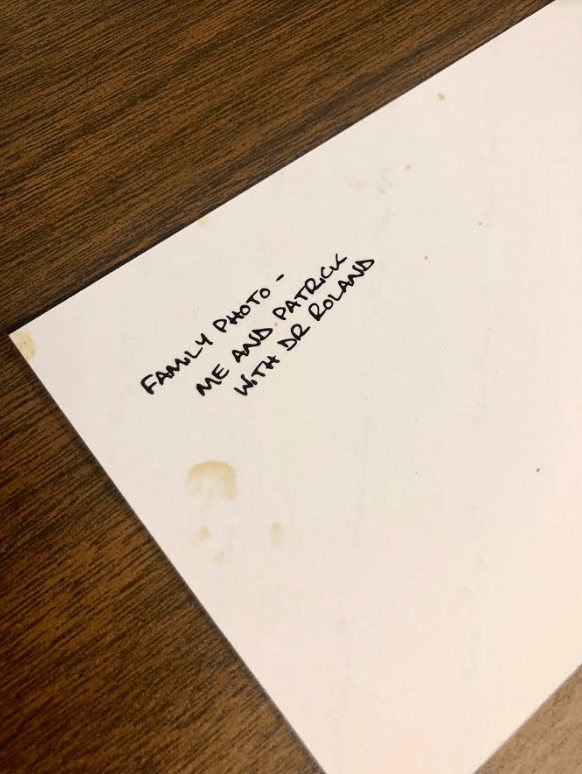 FAMILY PHOTO -
ME AND PATRICK
WITH DR ROLAND